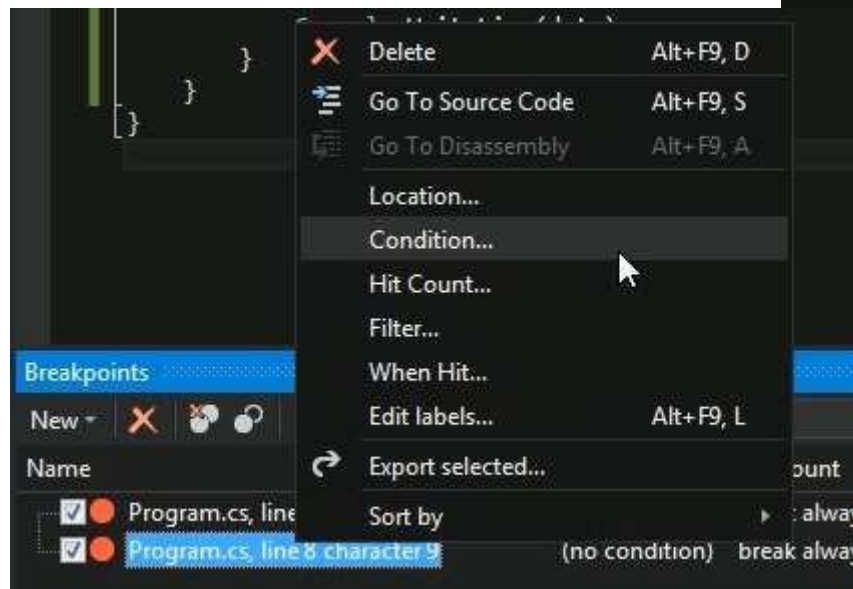 }
}
}
Delete Alt+F9, D
Go To Source Code Alt+F9, S
Go To Disassembly Alt+F9, A
Location...
Condition...
Hit Count...
Filter...
When Hit...
Edit labels... Alt+F9, L
Export selected...
Sort by
Breakpoints
New
Name
Program.cs, line
Program.cs, line 8 character 9 (no condition) break